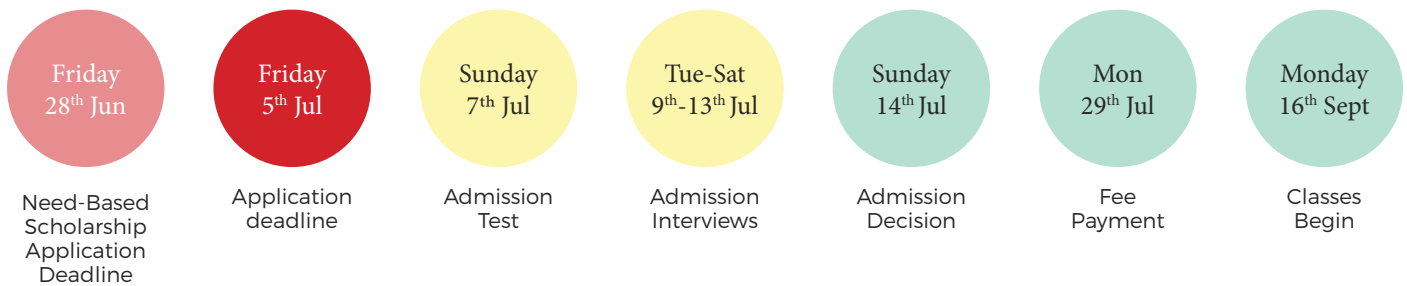 Friday
28th Jun
Need-Based
Scholarship
Application
Deadline
Friday
5th Jul
Application
deadline
Sunday
7th Jul
Admission
Test
Tue-Sat
9th-13th Jul
Admission
Interviews
Sunday
14th Jul
Admission
Decision
Mon
29th Jul
Fee
Payment
Monday
16th Sept
Classes
Begin